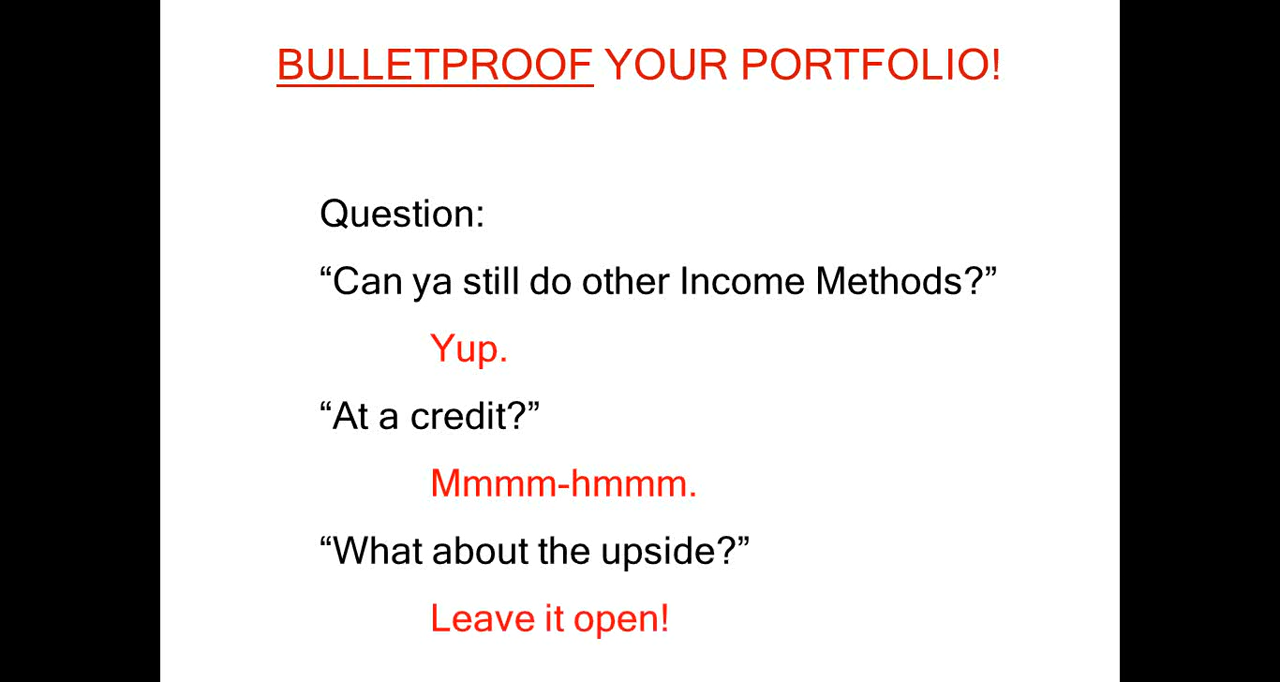 BULLETPROOF YOUR PORTFOLIO!
Question:
“Can ya still do other Income Methods?”
Yup.
“At a credit?”
Mmmm-hmmm.
“What about the upside?”
Leave it open!